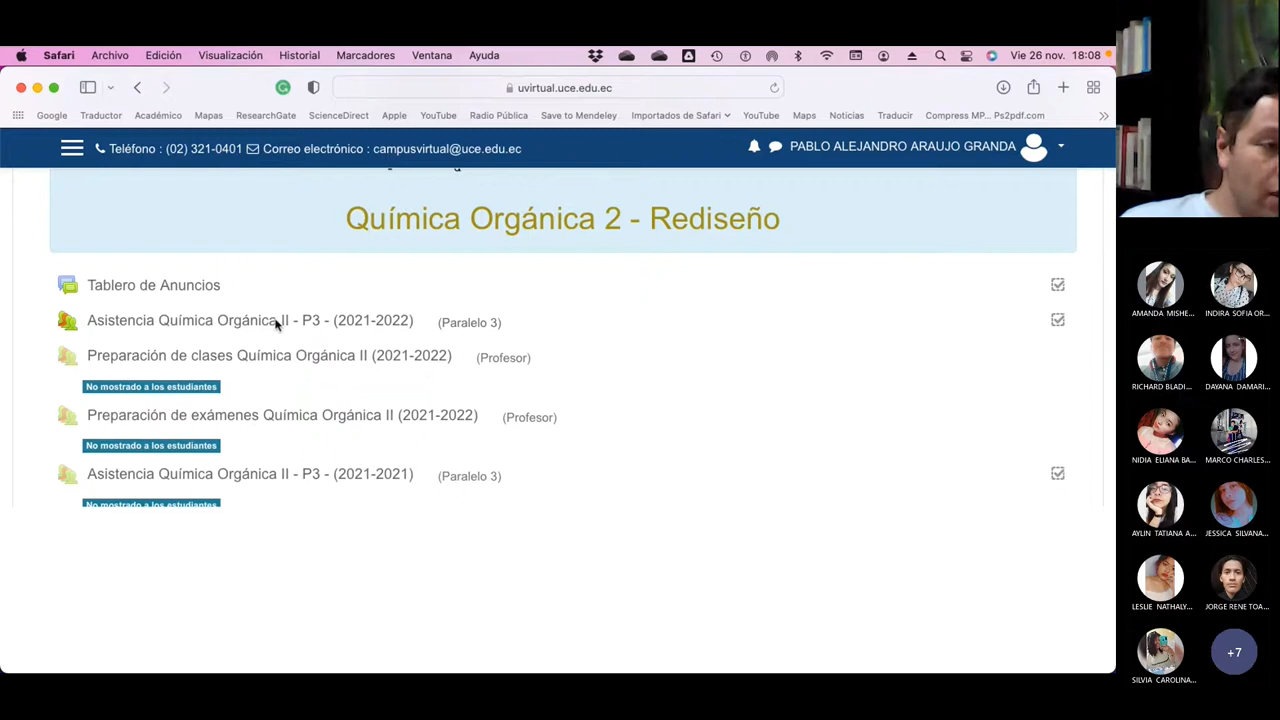 Safari Archivo Edición Visualización Historial Marcadores Ventana Ayuda Vie 26 nov. 18:08
uvirtual.uce.edu.ec
Google Traductor Académico Mapas ResearchGate ScienceDirect Apple YouTube Radio Pública Save to Mendeley Importados de Safari YouTube Maps Noticias Traducir Compress MP... Ps2pdf.com
Teléfono : (02) 321-0401 Correo electrónico : campusvirtual@uce.edu.ec PABLO ALEJANDRO ARAUJO GRANDA
Química Orgánica 2 - Rediseño
Tablero de Anuncios
Asistencia Química Orgánica II - P3 - (2021-2022) (Paralelo 3)
Preparación de clases Química Orgánica II (2021-2022) (Profesor)
No mostrado a los estudiantes
Preparación de exámenes Química Orgánica II (2021-2022) (Profesor)
No mostrado a los estudiantes
Asistencia Química Orgánica II - P3 - (2021-2021) (Paralelo 3)
No mostrado a los estudiantes
AMANDA MISHE... INDIRA SOFIA OR...
RICHARD BLADI... DAYANA DAMARI...
NIDIA ELIANA BA... MARCO CHARLES...
AYLIN TATIANA A... JESSICA SILVANA...
LESLIE NATHALY... JORGE RENE TOA...
SILVIA CAROLINA... +7